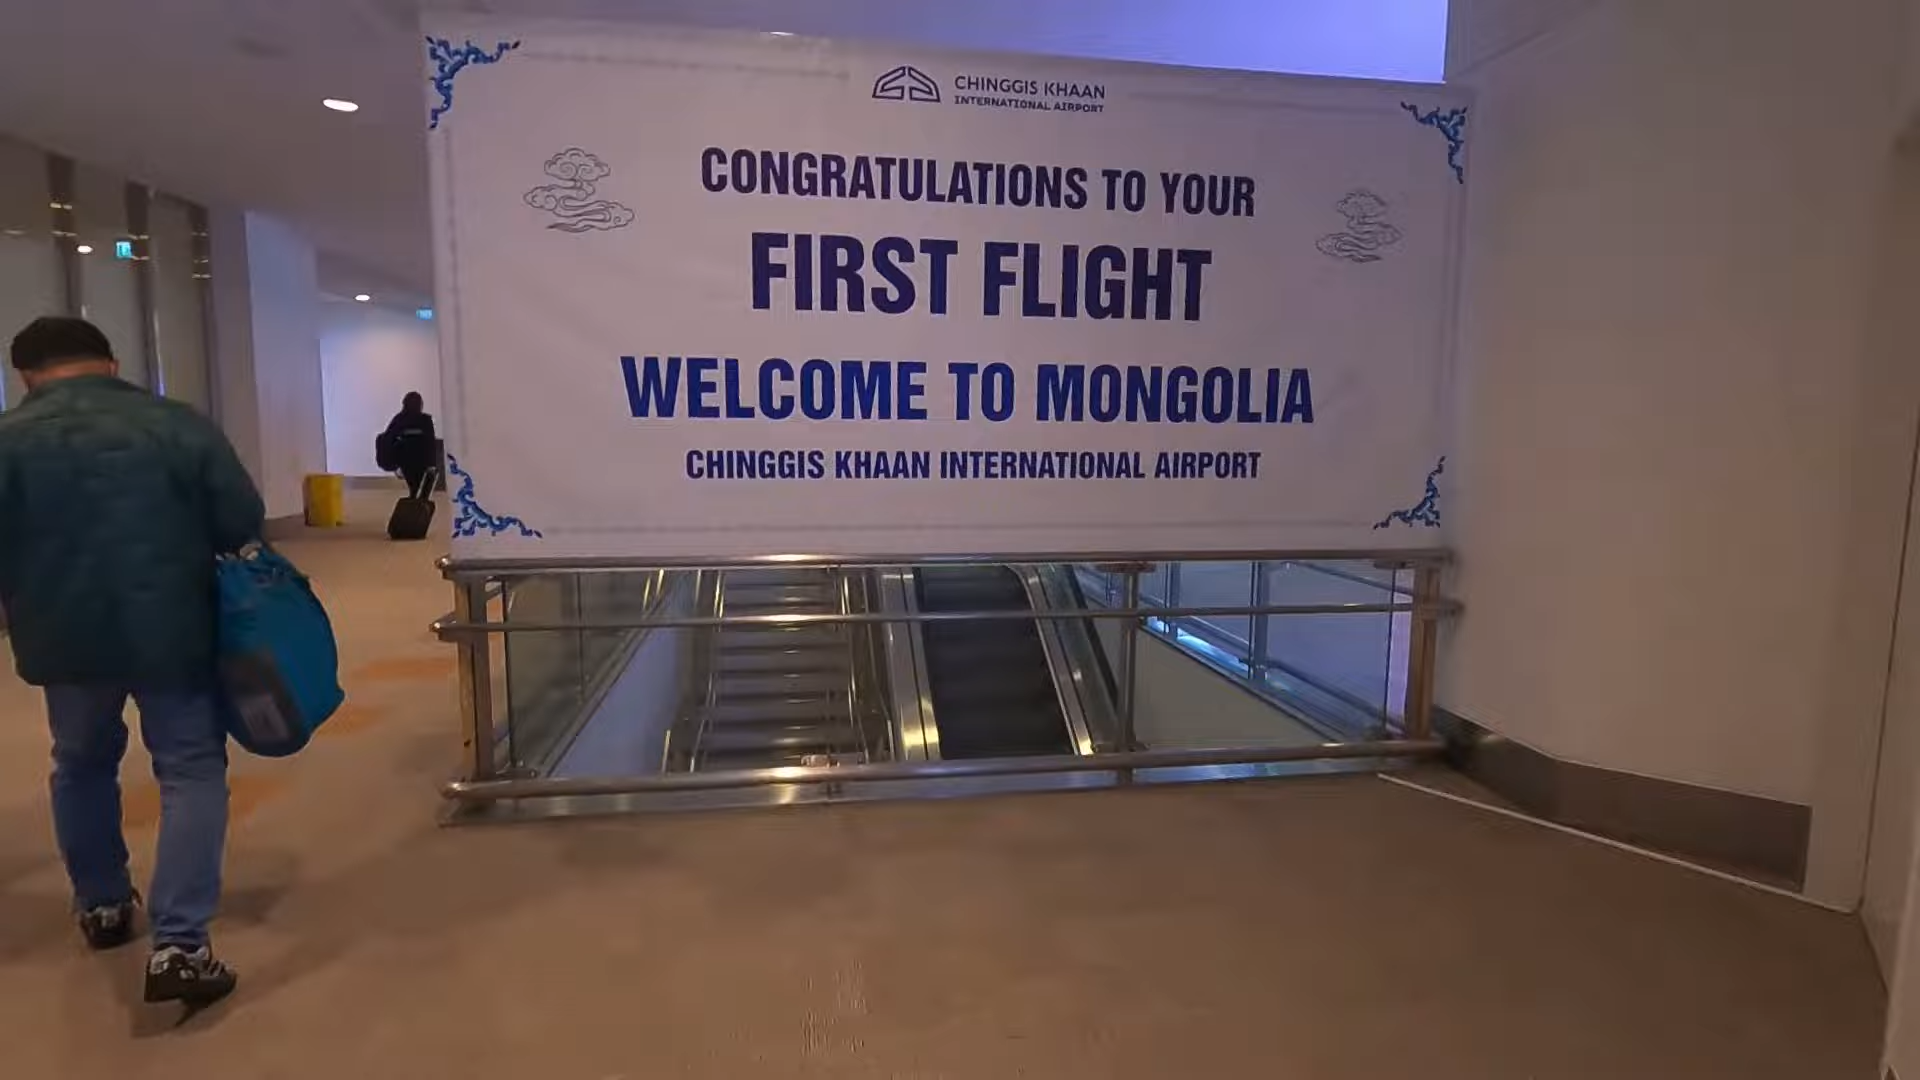 CHINGGIS KHAAN
INTERNATIONAL AIRPORT
CONGRATULATIONS TO YOUR
FIRST FLIGHT
WELCOME TO MONGOLIA
CHINGGIS KHAAN INTERNATIONAL AIRPORT